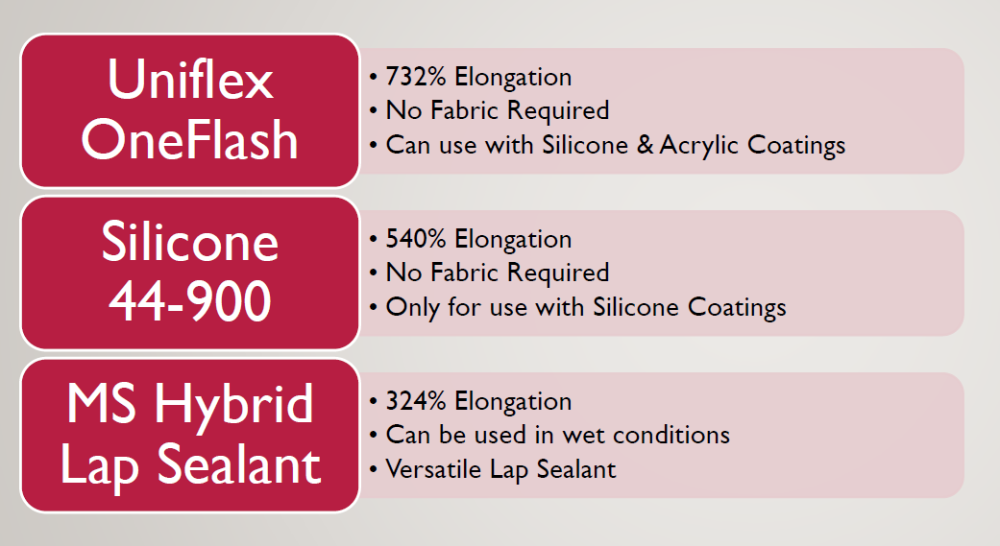 Uniflex
OneFlash
• 732% Elongation
• No Fabric Required
• Can use with Silicone & Acrylic Coatings
Silicone
44-900
• 540% Elongation
• No Fabric Required
• Only for use with Silicone Coatings
MS Hybrid
Lap Sealant
• 324% Elongation
• Can be used in wet conditions
• Versatile Lap Sealant